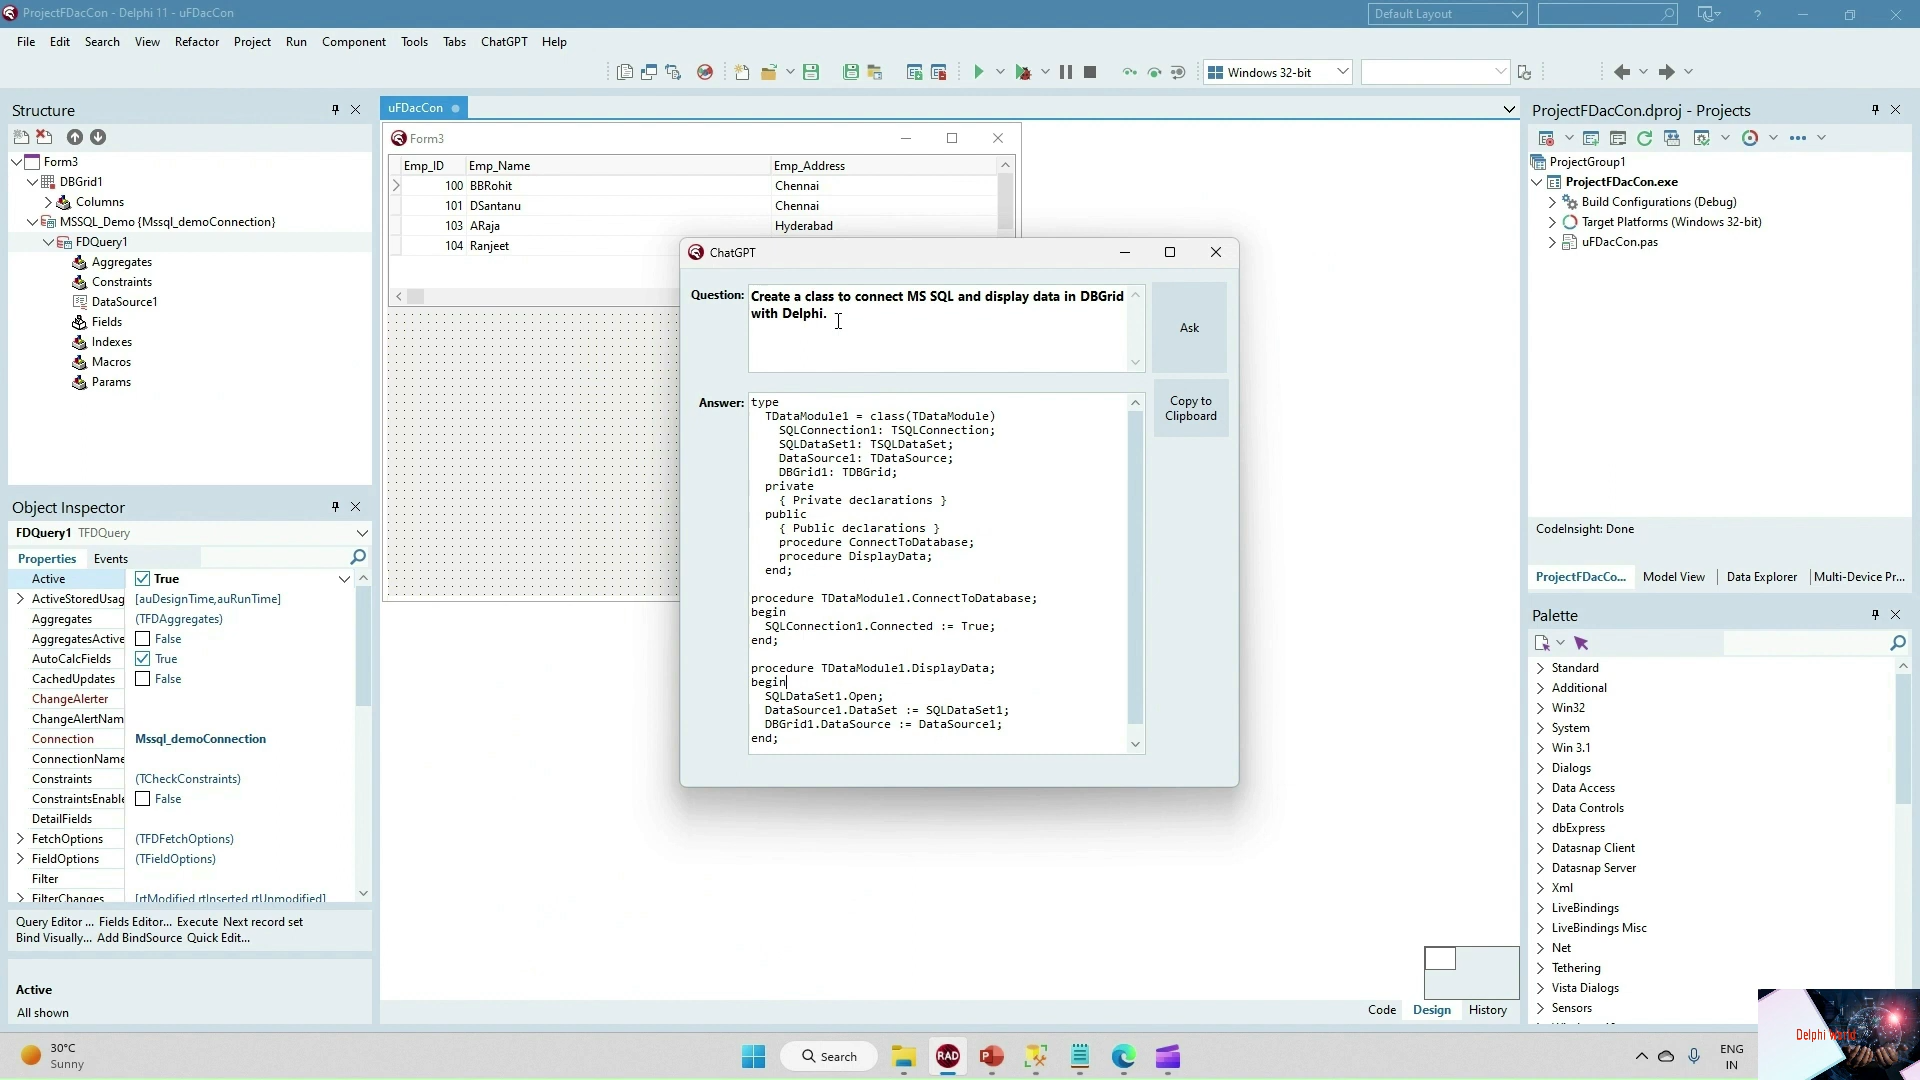 ProjectFDacCon - Delphi 11 - uFDacCon
Default Layout
File Edit Search View Refactor Project Run Component Tools Tabs ChatGPT Help
Windows 32-bit
Structure
Form3
DBGrid1
Columns
MSSQL_Demo {Mssql_demoConnection}
FDQuery1
Aggregates
Constraints
DataSource1
Fields
Indexes
Macros
Params
Object Inspector
FDQuery1 TFDQuery
Properties Events
Active True
ActiveStoredUsag [auDesignTime,auRunTime]
Aggregates (TFDAggregates)
AggregatesActive False
AutoCalcFields True
CachedUpdates False
ChangeAlerter
ChangeAlertNam
Connection Mssql_demoConnection
ConnectionName
Constraints (TCheckConstraints)
ConstraintsEnable False
DetailFields
FetchOptions (TFDFetchOptions)
FieldOptions (TFieldOptions)
Filter
FilterChanges [rtModified,rtInserted,rtUnmodified]
Query Editor ... Fields Editor... Execute Next record set
Bind Visually... Add BindSource Quick Edit...
Active
All shown
uFDacCon
Form3
Emp_ID Emp_Name Emp_Address
100 BBRohit Chennai
101 DSantanu Chennai
103 ARaja Hyderabad
104 Ranjeet
ChatGPT
Question: Create a class to connect MS SQL and display data in DBGrid
with Delphi.
Ask
Answer:
Copy to
Clipboard
type
TDataModule1 = class(TDataModule)
SQLConnection1: TSQLConnection;
SQLDataSet1: TSQLDataSet;
DataSource1: TDataSource;
DBGrid1: TDBGrid;
private
{ Private declarations }
public
{ Public declarations }
procedure ConnectToDatabase;
procedure DisplayData;
end;
procedure TDataModule1.ConnectToDatabase;
begin
SQLConnection1.Connected := True;
end;
procedure TDataModule1.DisplayData;
begin
SQLDataSet1.Open;
DataSource1.DataSet := SQLDataSet1;
DBGrid1.DataSource := DataSource1;
end;
Code Design History
ProjectFDacCon.dproj - Projects
ProjectGroup1
ProjectFDacCon.exe
Build Configurations (Debug)
Target Platforms (Windows 32-bit)
uFDacCon.pas
CodeInsight: Done
ProjectFDacCo... Model View Data Explorer Multi-Device Pr...
Palette
Standard
Additional
Win32
System
Win 3.1
Dialogs
Data Access
Data Controls
dbExpress
Datasnap Client
Datasnap Server
Xml
LiveBindings
LiveBindings Misc
Net
Tethering
Vista Dialogs
Sensors
Delphi World
30°C
Sunny
Search
RAD
ENG
IN